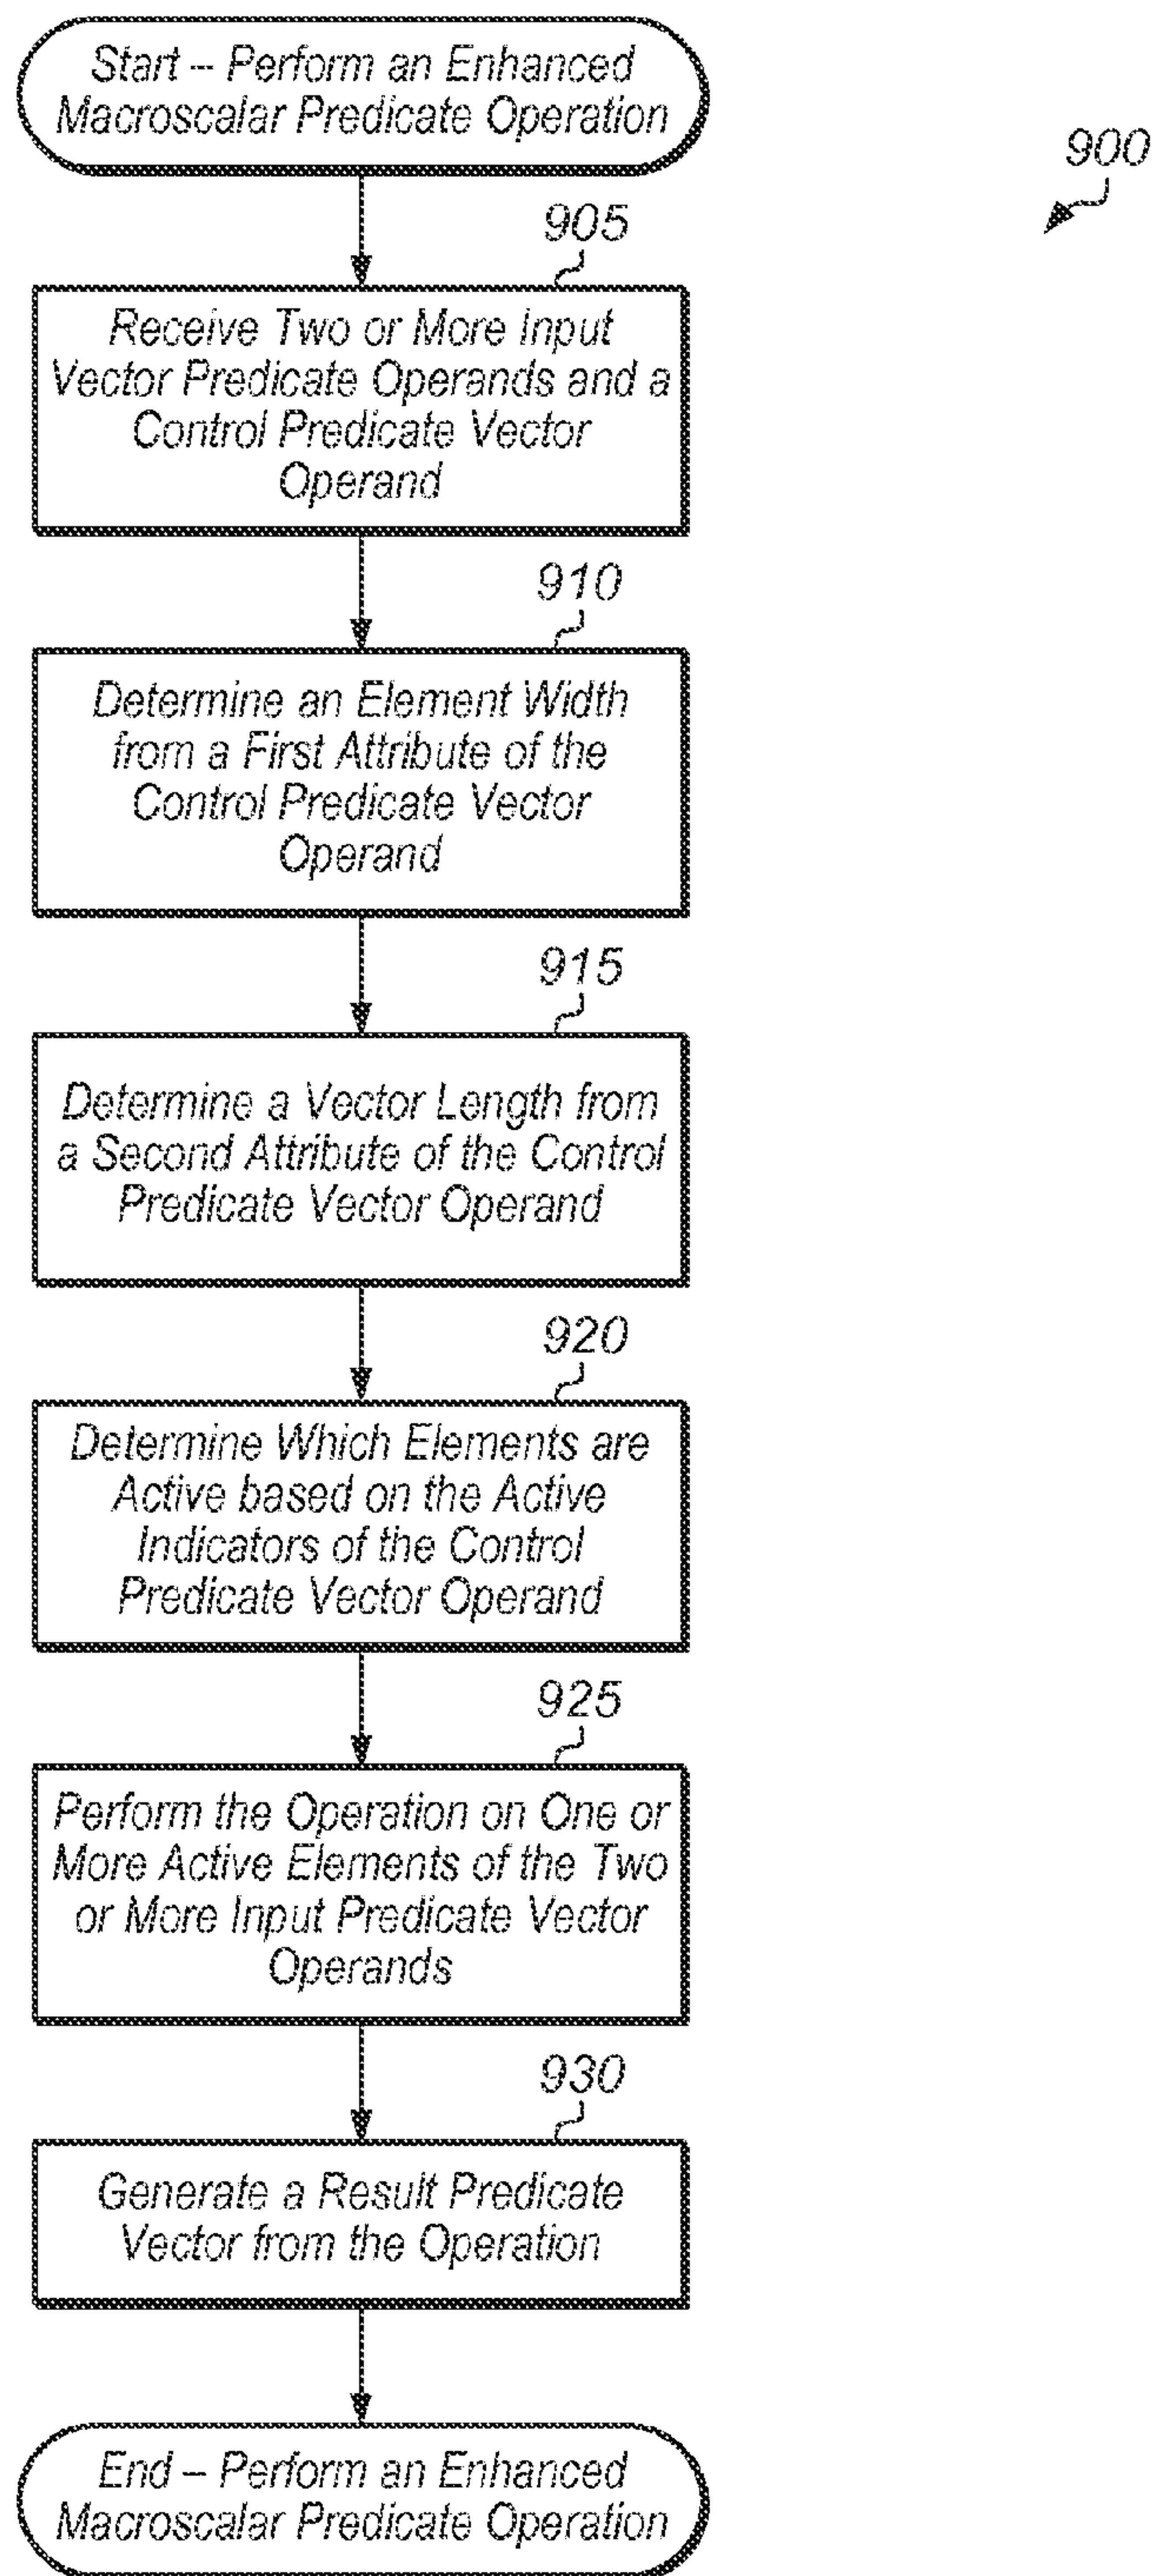 Start – Perform an Enhanced
Macroscalar Predicate Operation
900
905
Receive Two or More Input
Vector Predicate Operands and a
Control Predicate Vector
Operand
910
Determine an Element Width
from a First Attribute of the
Control Predicate Vector
Operand
915
Determine a Vector Length from
a Second Attribute of the Control
Predicate Vector Operand
920
Determine Which Elements are
Active based on the Active
Indicators of the Control
Predicate Vector Operand
925
Perform the Operation on One or
More Active Elements of the Two
or More Input Predicate Vector
Operands
930
Generate a Result Predicate
Vector from the Operation
End – Perform an Enhanced
Macroscalar Predicate Operation